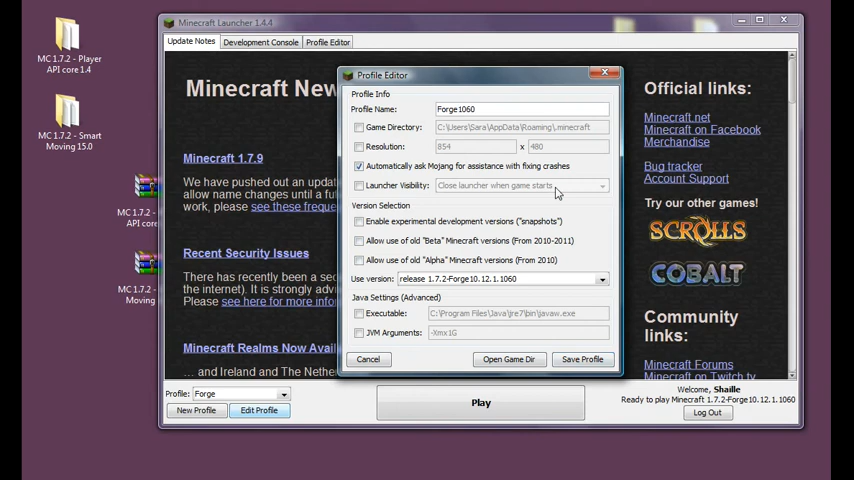 MC 1.7.2 - Player
API core 1.4
MC 1.7.2 - Smart
Moving 15.0
MC 1.7.2
API cor
MC 1.7.2
Moving
Minecraft Launcher 1.4.4
Update Notes
Development Console
Profile Editor
Minecraft New
Minecraft 1.7.9
We have pushed out an updat
allow name changes until a futu
work, please see these freque
Recent Security Issues
There has recently been a sec
the internet). It is strongly advi
Please see here for more infor
Minecraft Realms Now Avai
... and Ireland and The Nethe
Profile Editor
Profile Info
Profile Name:
Forge1060
Game Directory:
C:\Users\Sara\AppData\Roaming\.minecraft
Resolution:
854
x
480
Automatically ask Mojang for assistance with fixing crashes
Launcher Visibility:
Close launcher when game starts
Version Selection
Enable experimental development versions ("snapshots")
Allow use of old "Beta" Minecraft versions (From 2010-2011)
Allow use of old "Alpha" Minecraft versions (From 2010)
Use version:
release 1.7.2-Forge10.12.1.1060
Java Settings (Advanced)
Executable:
C:\Program Files\Java\jre7\bin\javaw.exe
JVM Arguments:
-Xmx1G
Cancel
Open Game Dir
Save Profile
Official links:
Minecraft.net
Minecraft on Facebook
Merchandise
Bug tracker
Account Support
Try our other games!
SCROLLS
COBALT
Community
links:
Minecraft Forums
Minecraft on Twitch.tv
Profile:
Forge
New Profile
Edit Profile
Play
Welcome, Shaille
Ready to play Minecraft 1.7.2-Forge10.12.1.1060
Log Out